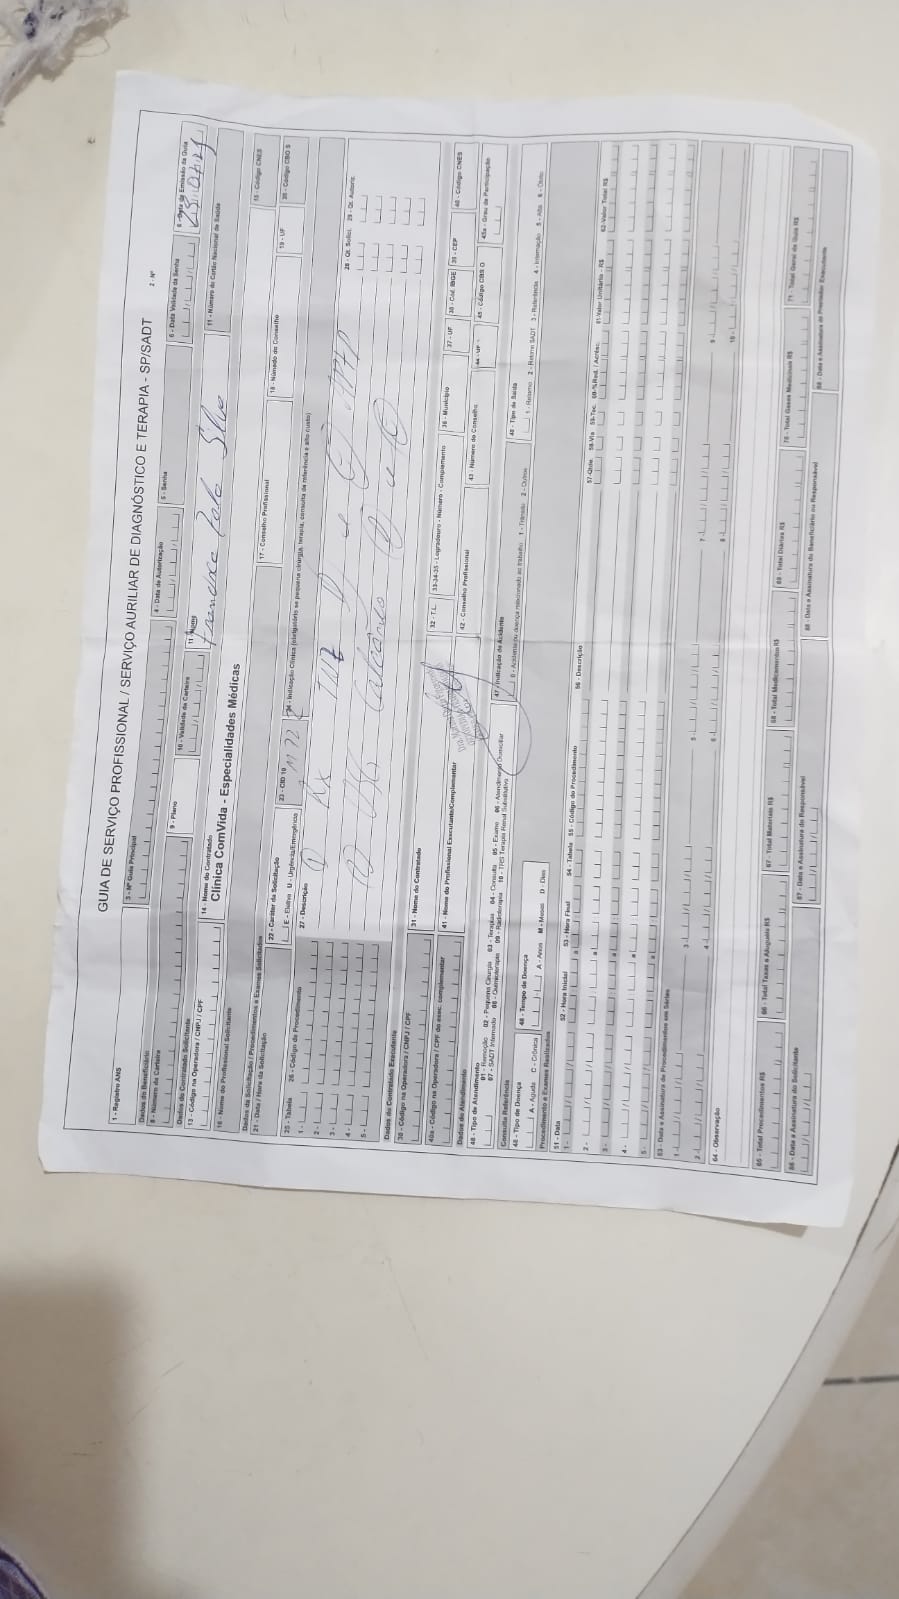 GUIA DE SERVIÇO PROFISSIONAL / SERVIÇO AURILIAR DE DIAGNÓSTICO E TERAPIA - SP/SADT
2 - Nº
1 - Registro ANS
3 - Nº Guia Principal
4 - Data de Autorização
5 - Senha
6 - Data Validade da Senha
Data de Emissão da Guia
Dados do Beneficiário
8 - Número da Carteira
9 - Plano
10 - Validade da Carteira
11 - Nome
Silva
11 - Número do Cartão Nacional de Saúde
Dados do Contratado Solicitante
13 - Código na Operadora / CNPJ / CPF
14 - Nome do Contratado
Clínica ComVida - Especialidades Médicas
15 - Código CNES
16 - Nome do Profissional Solicitante
17 - Conselho Profissional
18 - Número do Conselho
19 - UF
20 - Código CBO S
Dados da Solicitação / Procedimentos e Exames Solicitados
21 - Data / Hora da Solicitação
22 - Caráter da Solicitação
E - Eletiva U - Urgência/Emergência
23 - CID 10
M 72
24 - Indicação Clínica (obrigatório se pequena cirurgia, terapia, consulta de referência e alto custo)
25 - Tabela
26 - Código do Procedimento
27 - Descrição
28 - Qt. Solict.
29 - Qt. Autoriz.
1 -
2 -
3 -
4 -
5 -
① Rx TNZ D e E
② USG Calcâneo D e E
Dados do Contratado Executante
30 - Código na Operadora / CNPJ / CPF
31 - Nome do Contratado
32 - T.L.
33-34-35 - Logradouro - Número - Complemento
36 - Município
37 - UF
38 - Cód. IBGE
39 - CEP
40 - Código CNES
40a - Código na Operadora / CPF do exec. complementar
41 - Nome do Profissional Executante/Complementar
42 - Conselho Profissional
43 - Número do Conselho
44 - UF
45 - Código CBS O
45a - Grau de Participação
Dados do Atendimento
46 - Tipo de Atendimento
01 - Remoção 02 - Pequena Cirurgia 03 - Terapias 04 - Consulta 05 - Exame 06 - Atendimento Domiciliar
07 - SADT Internado 08 - Quimioterapia 09 - Radioterapia 10 - TRS Terapia Renal Substitutiva
47 - Indicação de Acidente
0 - Acidente ou doença relacionado ao trabalho 1 - Trânsito 2 - Outros
48 - Tipo de Saída
1 - Retorno 2 - Retorno SADT 3 - Referência 4 - Internação 5 - Alta 6 - Óbito
Consulta Referência
48 - Tipo de Doença
A - Aguda C - Crônica
48 - Tempo de Doença
A - Anos M - Meses D - Dias
Procedimento e Exames Realizados
51 - Data
52 - Hora Inicial
53 - Hora Final
54 - Tabela
55 - Código do Procedimento
56 - Descrição
57-Qtde.
58-Via
59-Tec.
60-%Red. / Acrésc.
61-Valor Unitário - R$
62-Valor Total R$
1 -
2 -
3 -
4 -
5 -
63 - Data e Assinatura de Procedimentos em Séries
1 -
3 -
5 -
7 -
9 -
2 -
4 -
6 -
8 -
10 -
64 - Observação
65 - Total Procedimentos R$
66 - Total Taxas e Aluguéis R$
67 - Total Materiais R$
68 - Total Medicamentos R$
69 - Total Diárias R$
70 - Total Gases Medicinais R$
71 - Total Geral da Guia R$
86 - Data e Assinatura do Solicitante
87 - Data e Assinatura do Responsável
88 - Data e Assinatura do Beneficiário ou Responsável
89 - Data e Assinatura do Prestador Executante